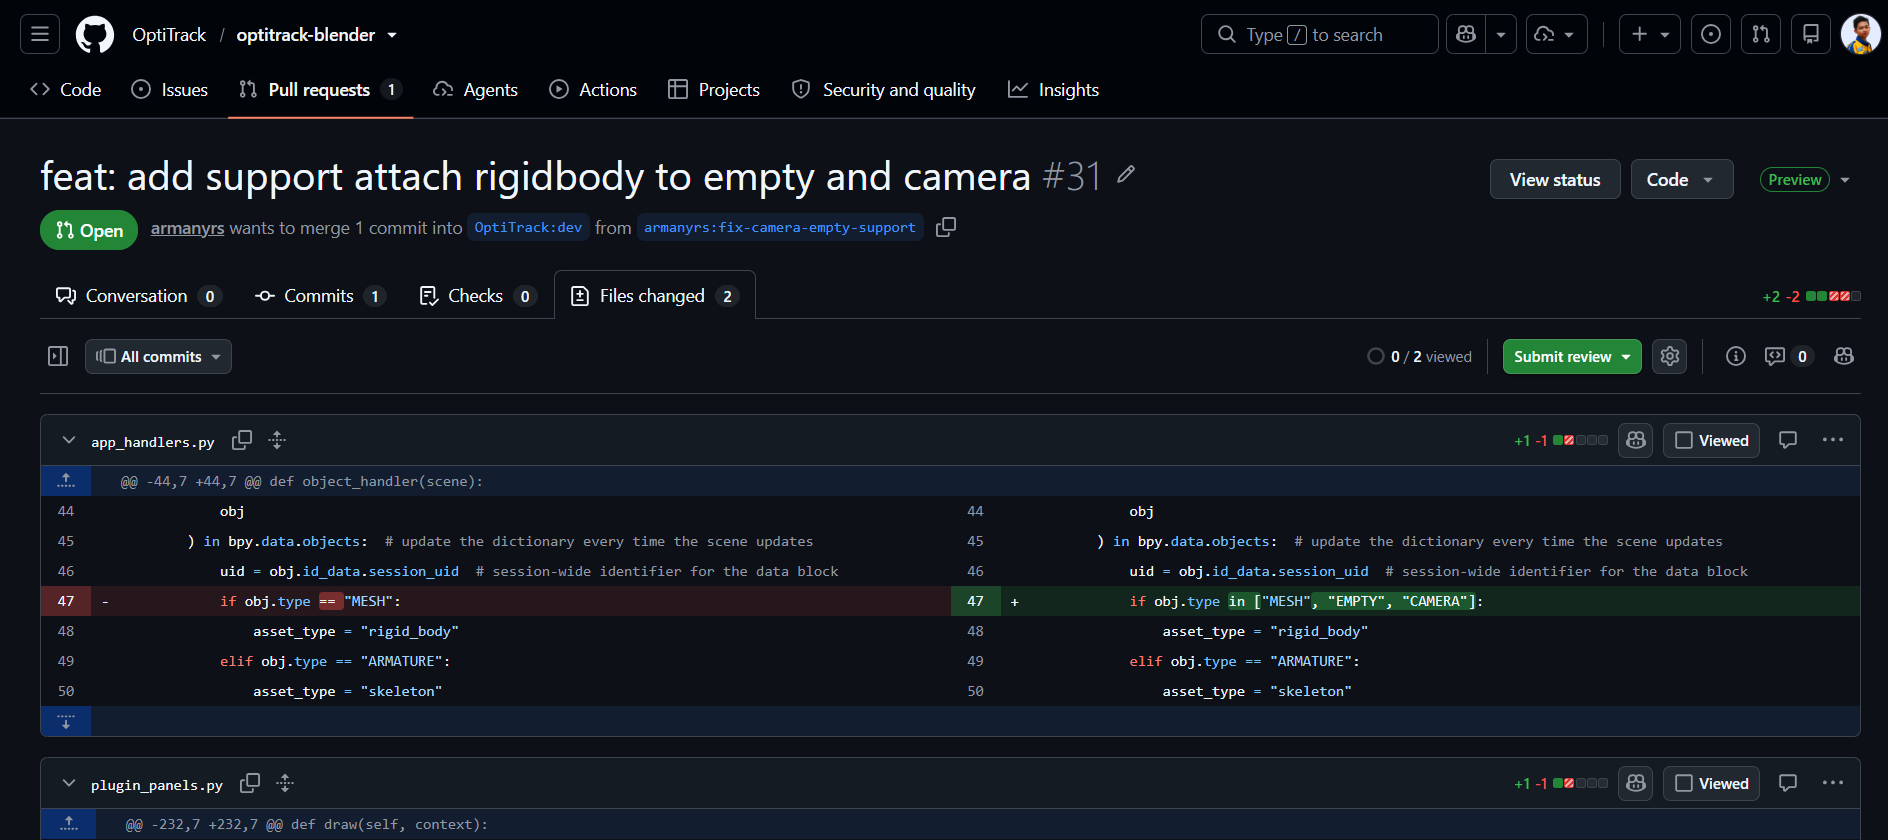 OptiTrack / optitrack-blender
Type / to search
Code
Issues
Pull requests 1
Agents
Actions
Projects
Security and quality
Insights
feat: add support attach rigidbody to empty and camera #31
View status
Code
Preview
Open
armanyrs wants to merge 1 commit into OptiTrack:dev from armanyrs:fix-camera-empty-support
Conversation 0
Commits 1
Checks 0
Files changed 2
+2 -2
All commits
0 / 2 viewed
Submit review
0
app_handlers.py
+1 -1
Viewed
@@ -44,7 +44,7 @@ def object_handler(scene):
44 obj
45 ) in bpy.data.objects:  # update the dictionary every time the scene updates
46 uid = obj.id_data.session_uid  # session-wide identifier for the data block
47 - if obj.type == "MESH":
48 asset_type = "rigid_body"
49 elif obj.type == "ARMATURE":
50 asset_type = "skeleton"
44 obj
45 ) in bpy.data.objects:  # update the dictionary every time the scene updates
46 uid = obj.id_data.session_uid  # session-wide identifier for the data block
47 + if obj.type in ["MESH", "EMPTY", "CAMERA"]:
48 asset_type = "rigid_body"
49 elif obj.type == "ARMATURE":
50 asset_type = "skeleton"
plugin_panels.py
+1 -1
Viewed
@@ -232,7 +232,7 @@ def draw(self, context):